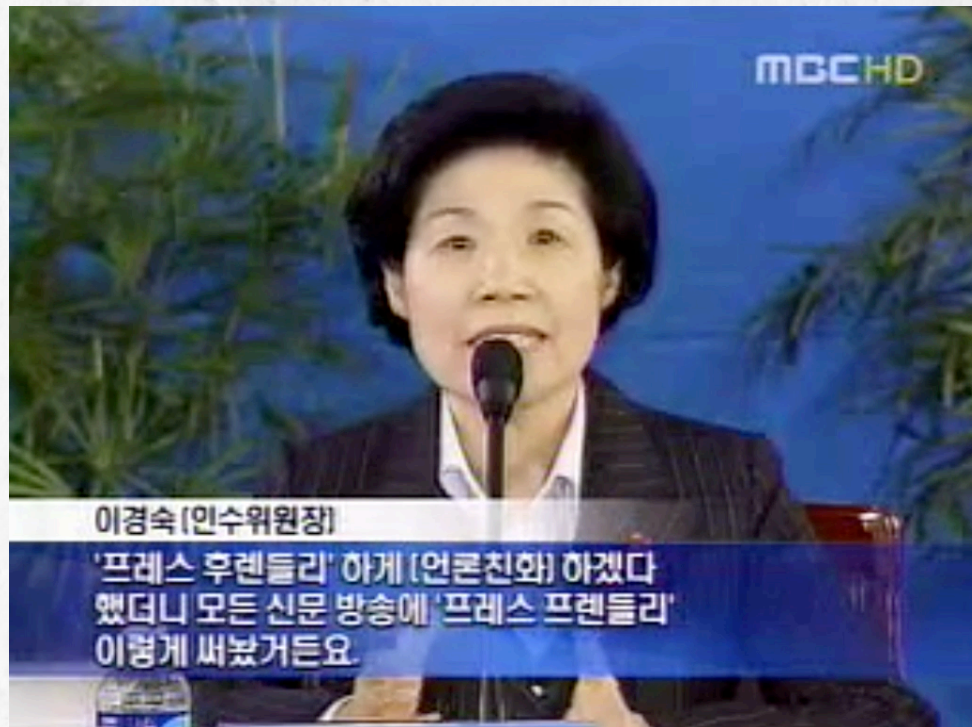 MBC HD
이경숙[인수위원장]
'프레스 후렌들리' 하게 [언론친화] 하겠다
했더니 모든 신문 방송에 '프레스 프렌들리'
이렇게 써놨거든요.